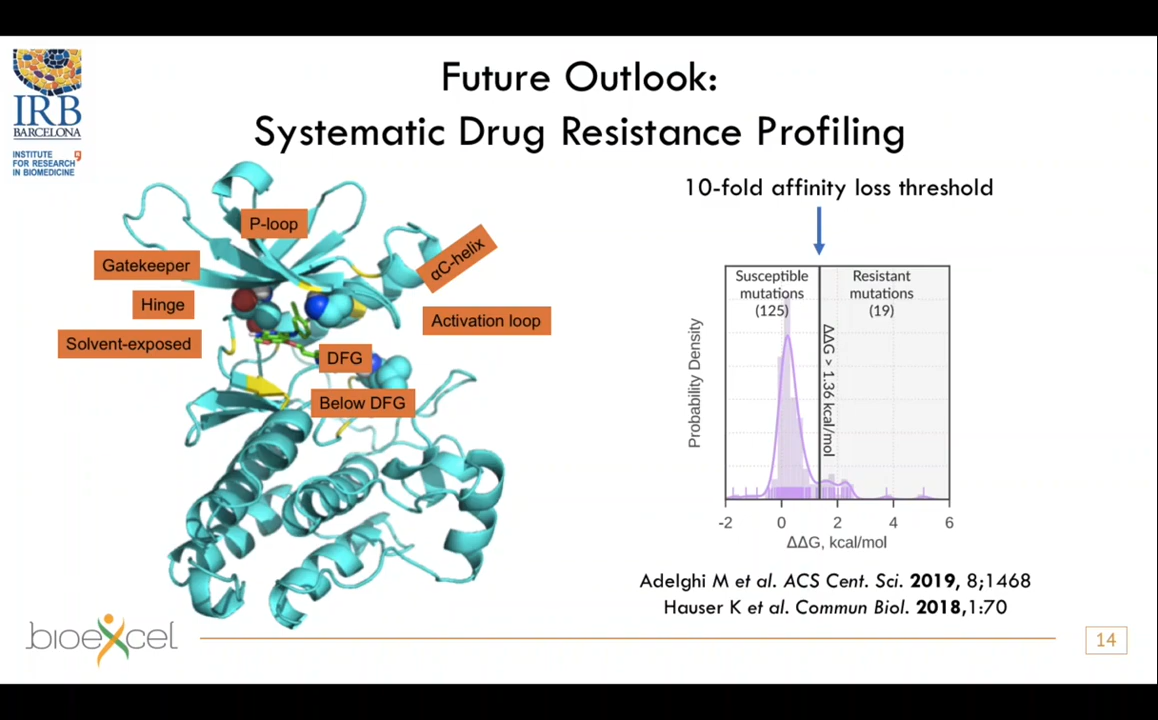 IRB
BARCELONA
INSTITUTE
FOR RESEARCH
IN BIOMEDICINE
Future Outlook:
Systematic Drug Resistance Profiling
P-loop
αC-helix
Gatekeeper
Hinge
Activation loop
Solvent-exposed
DFG
Below DFG
10-fold affinity loss threshold
Susceptible
mutations
(125)
Resistant
mutations
(19)
ΔΔG > 1.36 kcal/mol
Probability Density
-2 0 2 4 6
ΔΔG, kcal/mol
Adelghi M et al. ACS Cent. Sci. 2019, 8;1468
Hauser K et al. Commun Biol. 2018,1:70
bioexcel
14